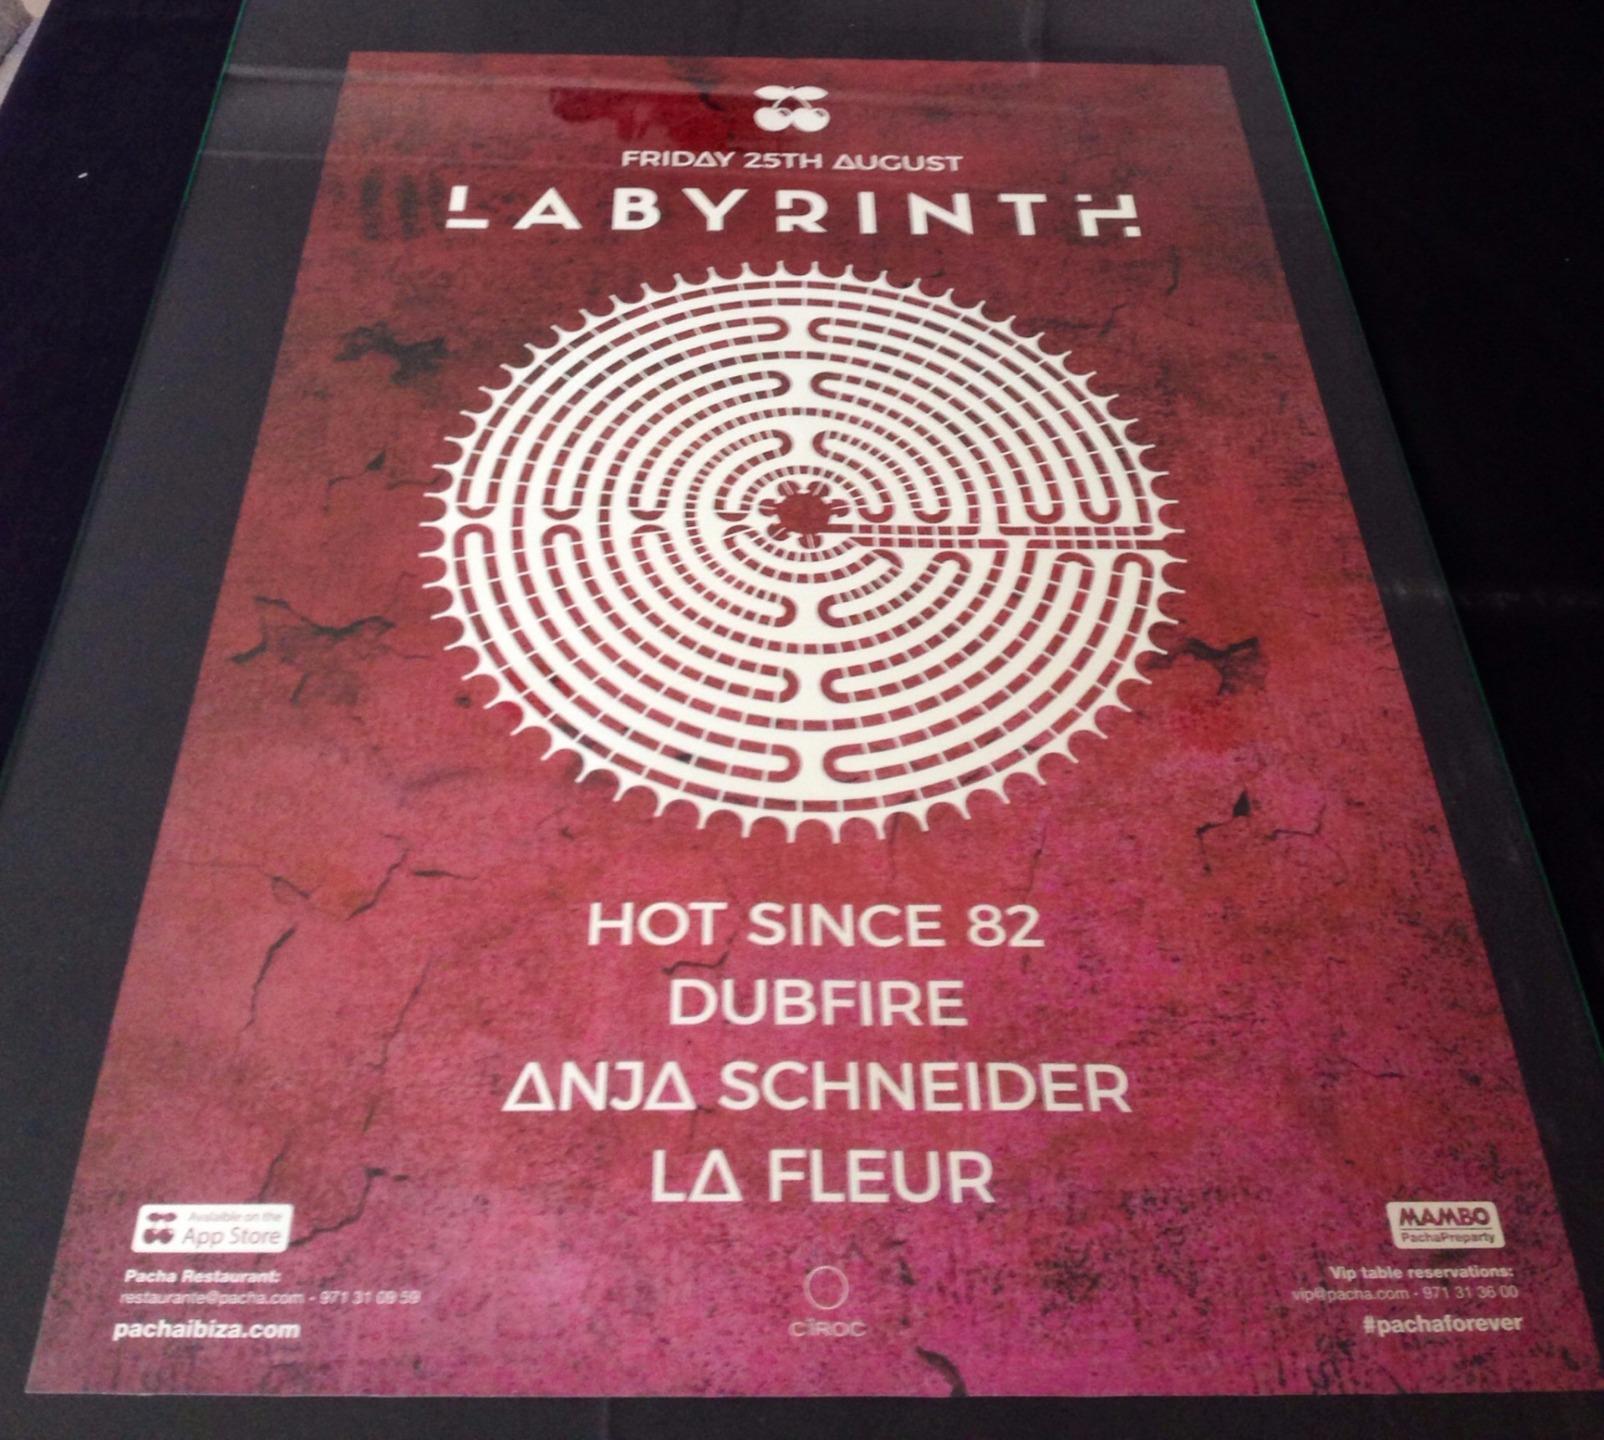 FRIDAY 25TH AUGUST
LABYRINTH
HOT SINCE 82
DUBFIRE
ANJA SCHNEIDER
LA FLEUR
Available on the
App Store
Pacha Restaurant:
restaurante@pacha.com - 971 31 09 59
pachaibiza.com
CÎROC
MAMBO
PachaPreparty
Vip table reservations:
vip@pacha.com - 971 31 36 00
#pachaforever